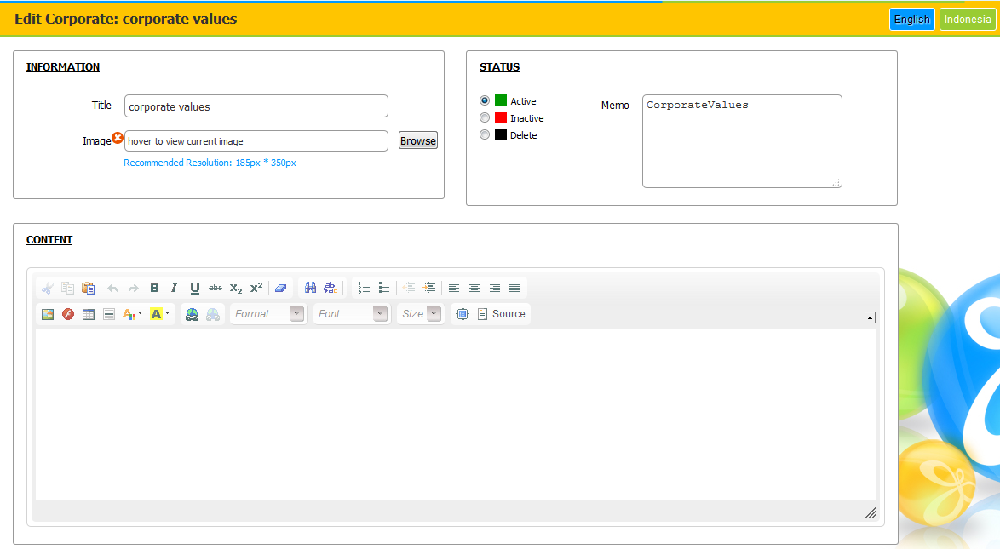 Edit Corporate: corporate values
English
Indonesia
INFORMATION
Title
corporate values
Image
hover to view current image
Browse
Recommended Resolution: 185px * 350px
STATUS
Active
Inactive
Delete
Memo
CorporateValues
CONTENT
B I U abc X2 X2
Format
Font
Size
Source